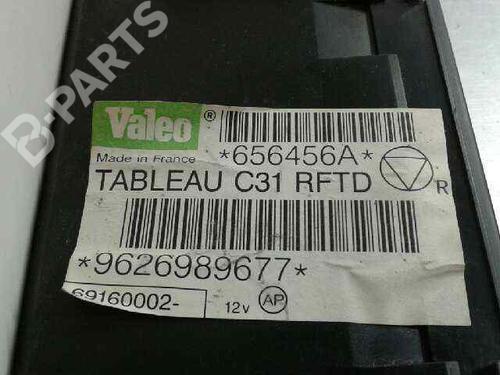 B-PARTS
Valeo ®
Made in France
*656456A*
TABLEAU C31 RFTD
R
*9626989677*
69160002-
12v
AP